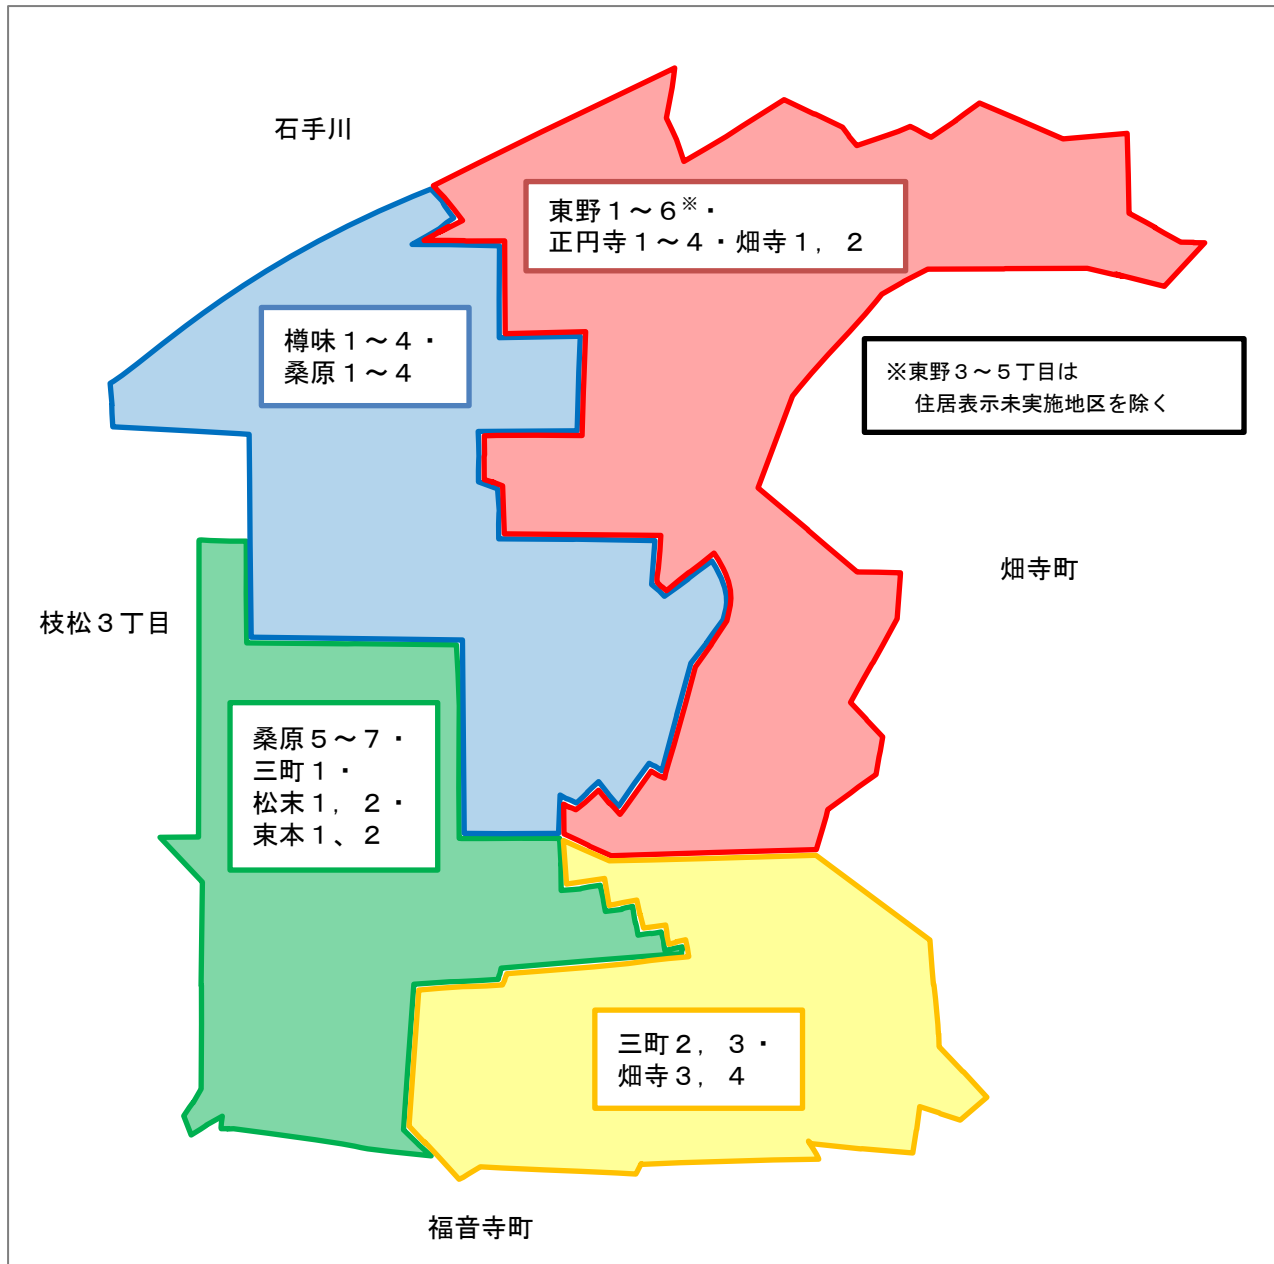 石手川
東野１～６※・
正円寺１～４・畑寺１，２
樽味１～４・
桑原１～４
※東野３～５丁目は
住居表示未実施地区を除く
畑寺町
枝松３丁目
桑原５～７・
三町１・
松末１，２・
東本１、２
三町２，３・
畑寺３，４
福音寺町